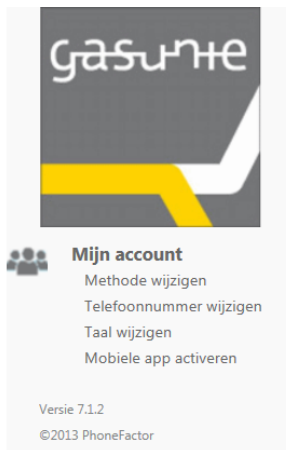 gasunie
Mijn account
Methode wijzigen
Telefoonnummer wijzigen
Taal wijzigen
Mobiele app activeren
Versie 7.1.2
©2013 PhoneFactor